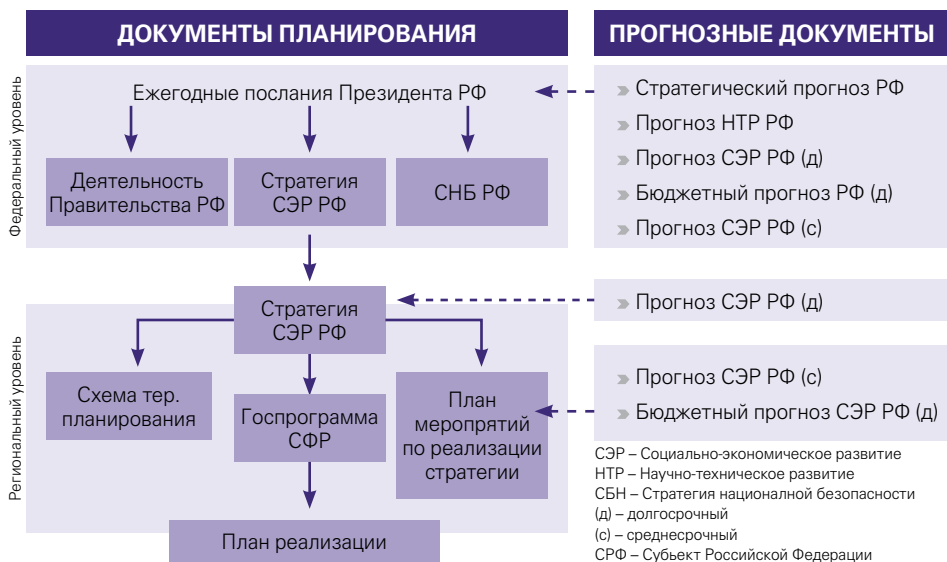 ДОКУМЕНТЫ ПЛАНИРОВАНИЯ
ПРОГНОЗНЫЕ ДОКУМЕНТЫ
Федеральный уровень
Ежегодные послания Президента РФ
Деятельность
Правительства РФ
Стратегия
СЭР РФ
СНБ РФ
Стратегический прогноз РФ
Прогноз НТР РФ
Прогноз СЭР РФ (д)
Бюджетный прогноз РФ (д)
Прогноз СЭР РФ (с)
Региональный уровень
Стратегия
СЭР РФ
Прогноз СЭР РФ (д)
Схема тер.
планирования
Госпрограмма
СФР
План
меропрятий
по реализации
стратегии
Прогноз СЭР РФ (с)
Бюджетный прогноз СЭР РФ (д)
План реализации
СЭР – Социально-экономическое развитие
НТР – Научно-техническое развитие
СБН – Стратегия националной безопасности
(д) – долгосрочный
(с) – среднесрочный
СРФ – Субъект Российской Федерации